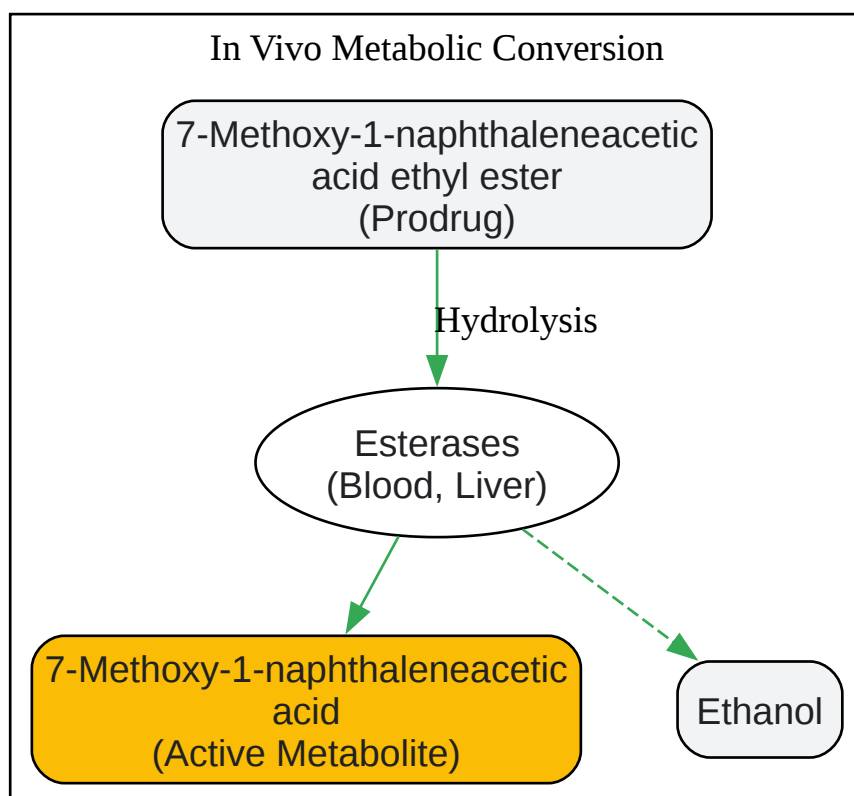 In Vivo Metabolic Conversion
7-Methoxy-1-naphthaleneacetic
acid ethyl ester
(Prodrug)
Hydrolysis
Esterases
(Blood, Liver)
7-Methoxy-1-naphthaleneacetic
acid
(Active Metabolite)
Ethanol